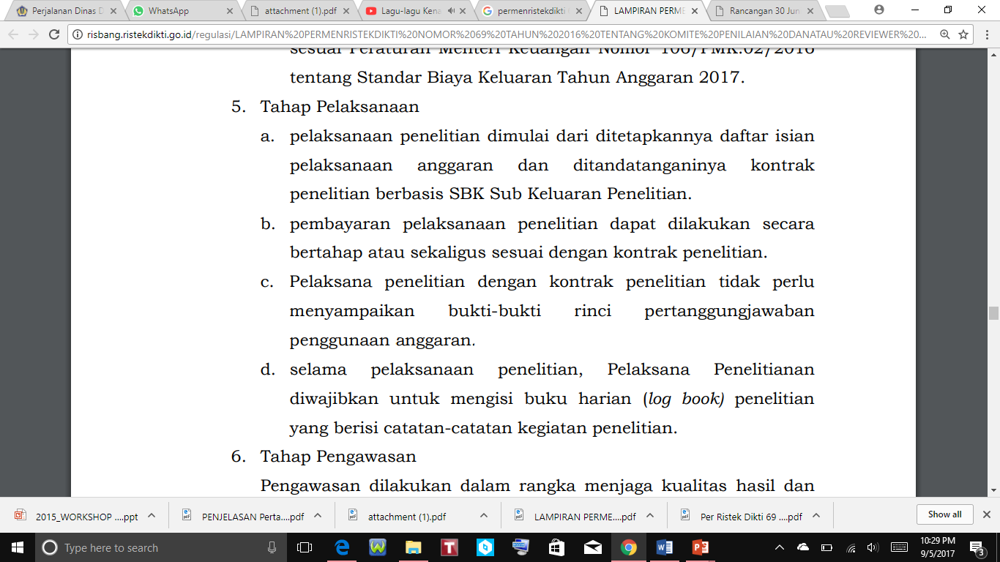 Perjalanan Dinas D
WhatsApp
attachment (1).pdf
Lagu-lagu Kena
permenristekdikti
LAMPIRAN PERME
Rancangan 30 Jun
risbang.ristekdikti.go.id/regulasi/LAMPIRAN%20PERMENRISTEKDIKTI%20NOMOR%2069%20TAHUN%202016%20TENTANG%20KOMITE%20PENILAIAN%20DANATAU%20REVIEWER%20...
sesuai Peraturan Menteri Keuangan Nomor 106/PMK.02/2016
tentang Standar Biaya Keluaran Tahun Anggaran 2017.
5. Tahap Pelaksanaan
a. pelaksanaan penelitian dimulai dari ditetapkannya daftar isian
pelaksanaan anggaran dan ditandatanganinya kontrak
penelitian berbasis SBK Sub Keluaran Penelitian.
b. pembayaran pelaksanaan penelitian dapat dilakukan secara
bertahap atau sekaligus sesuai dengan kontrak penelitian.
c. Pelaksana penelitian dengan kontrak penelitian tidak perlu
menyampaikan bukti-bukti rinci pertanggungjawaban
penggunaan anggaran.
d. selama pelaksanaan penelitian, Pelaksana Penelitianan
diwajibkan untuk mengisi buku harian (log book) penelitian
yang berisi catatan-catatan kegiatan penelitian.
6. Tahap Pengawasan
Pengawasan dilakukan dalam rangka menjaga kualitas hasil dan
2015_WORKSHOP ....ppt
PENJELASAN Perta....pdf
attachment (1).pdf
LAMPIRAN PERME....pdf
Per Ristek Dikti 69 ....pdf
Show all
Type here to search
10:29 PM
9/5/2017
3